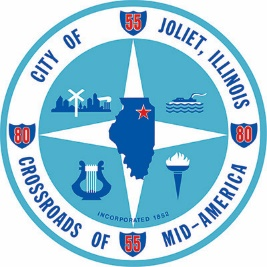 55
CITY OF JOLIET, ILLINOIS
80
80
INCORPORATED 1852
CROSSROADS OF MID-AMERICA
55